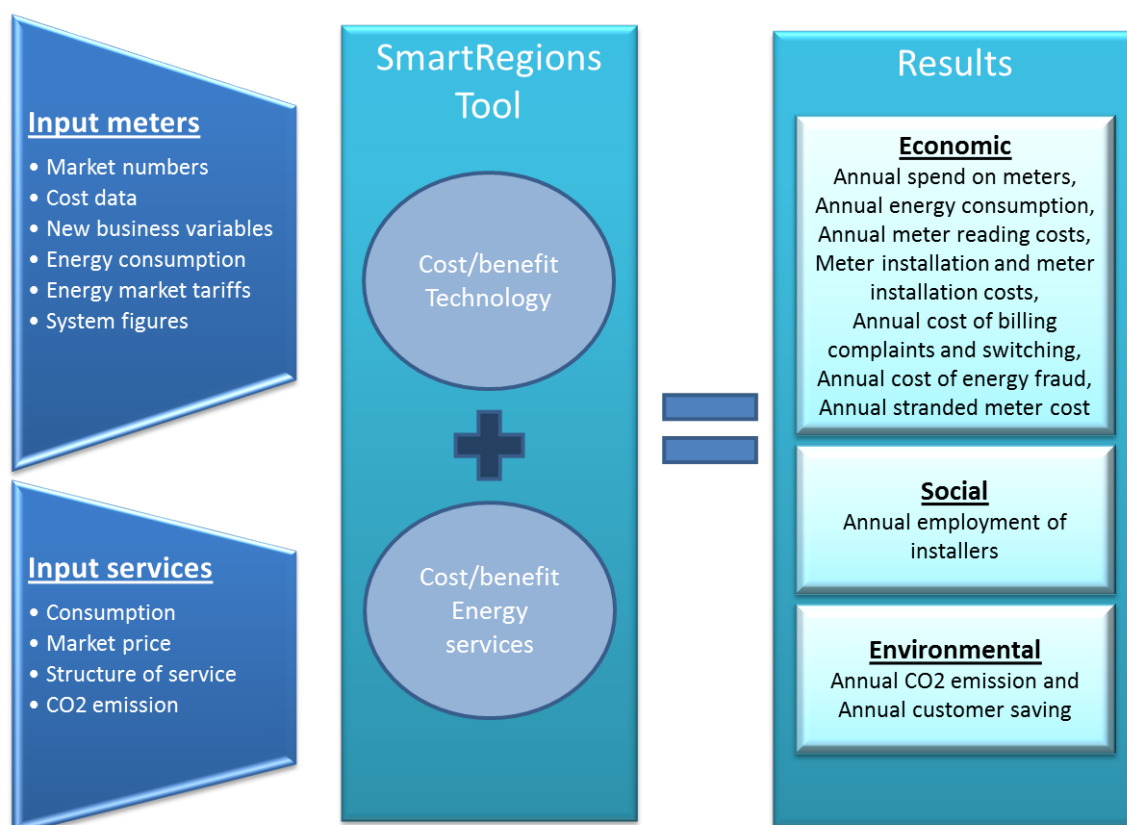 Input meters
• Market numbers
• Cost data
• New business variables
• Energy consumption
• Energy market tariffs
• System figures
Input services
• Consumption
• Market price
• Structure of service
• CO2 emission
SmartRegions
Tool
Cost/benefit
Technology
Cost/benefit
Energy
services
Results
Economic
Annual spend on meters,
Annual energy consumption,
Annual meter reading costs,
Meter installation and meter
installation costs,
Annual cost of billing
complaints and switching,
Annual cost of energy fraud,
Annual stranded meter cost
Social
Annual employment of
installers
Environmental
Annual CO2 emission and
Annual customer saving